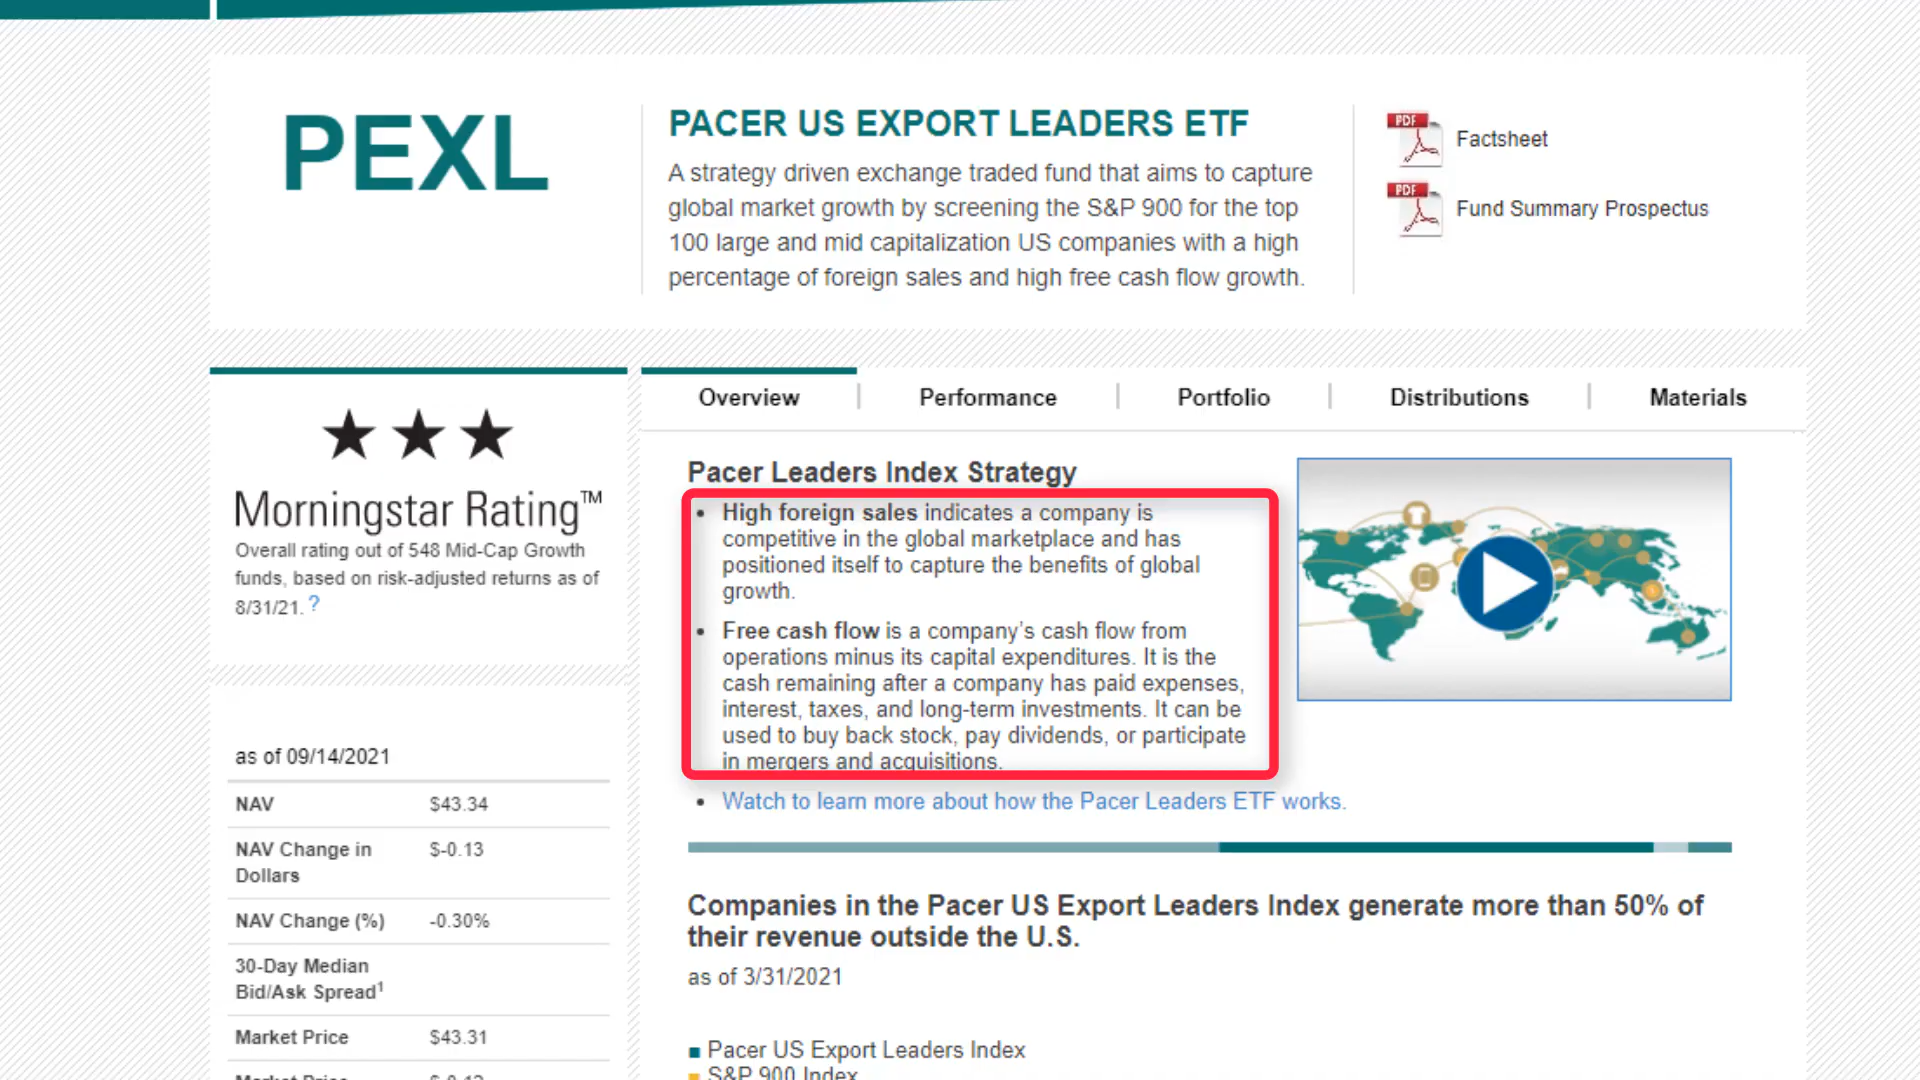 PEXL
PACER US EXPORT LEADERS ETF
A strategy driven exchange traded fund that aims to capture
global market growth by screening the S&P 900 for the top
100 large and mid capitalization US companies with a high
percentage of foreign sales and high free cash flow growth.
PDF
Factsheet
PDF
Fund Summary Prospectus
★ ★ ★
Morningstar Rating™
Overall rating out of 548 Mid-Cap Growth
funds, based on risk-adjusted returns as of
8/31/21. ?
as of 09/14/2021
NAV $43.34
NAV Change in
Dollars $-0.13
NAV Change (%) -0.30%
30-Day Median
Bid/Ask Spread¹
Market Price $43.31
Overview | Performance | Portfolio | Distributions | Materials
Pacer Leaders Index Strategy
• High foreign sales indicates a company is
competitive in the global marketplace and has
positioned itself to capture the benefits of global
growth.
• Free cash flow is a company's cash flow from
operations minus its capital expenditures. It is the
cash remaining after a company has paid expenses,
interest, taxes, and long-term investments. It can be
used to buy back stock, pay dividends, or participate
in mergers and acquisitions.
• Watch to learn more about how the Pacer Leaders ETF works.
Companies in the Pacer US Export Leaders Index generate more than 50% of
their revenue outside the U.S.
as of 3/31/2021
Pacer US Export Leaders Index
S&P 900 Index